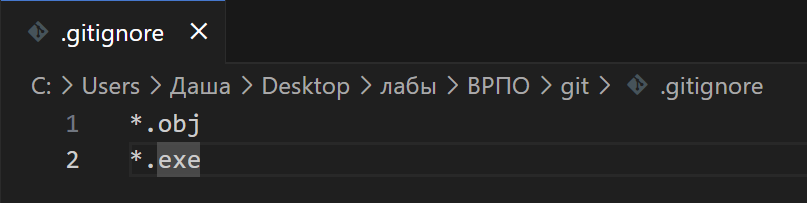 .gitignore ×
C: > Users > Даша > Desktop > лабы > ВРПО > git > .gitignore
1 *.obj
2 *.exe